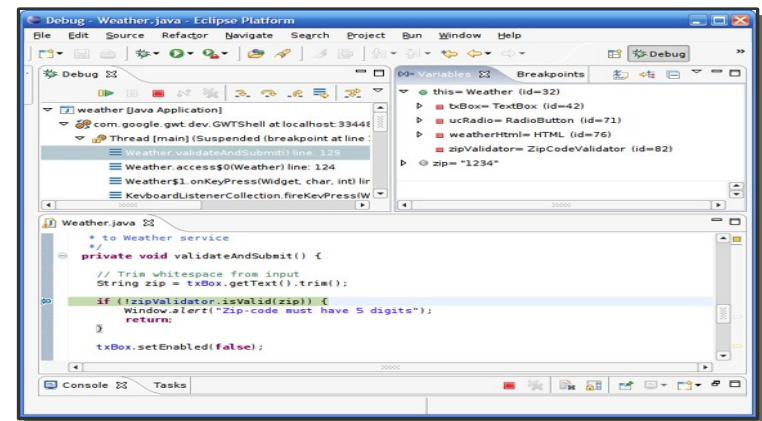 Debug - Weather.java - Eclipse Platform
File Edit Source Refactor Navigate Search Project Run Window Help
Debug
Debug
weather [Java Application]
com.google.gwt.dev.GWTShell at localhost:33448
Thread [main] (Suspended (breakpoint at line
Weather.validateAndSubmit() line: 129
Weather.access$0(Weather) line: 124
Weather$1.onKeyPress(Widget, char, int) lin
KeyboardListenerCollection.fireKeyPress(W
Variables Breakpoints
this= Weather (id=32)
txBox= TextBox (id=42)
ucRadio= RadioButton (id=71)
weatherHtml= HTML (id=76)
zipValidator= ZipCodeValidator (id=82)
zip= "1234"
Weather.java
* to Weather service
*/
private void validateAndSubmit() {
// Trim whitespace from input
String zip = txBox.getText().trim();
if (!zipValidator.isValid(zip)) {
Window.alert("Zip-code must have 5 digits");
return;
}
txBox.setEnabled(false);
Console Tasks